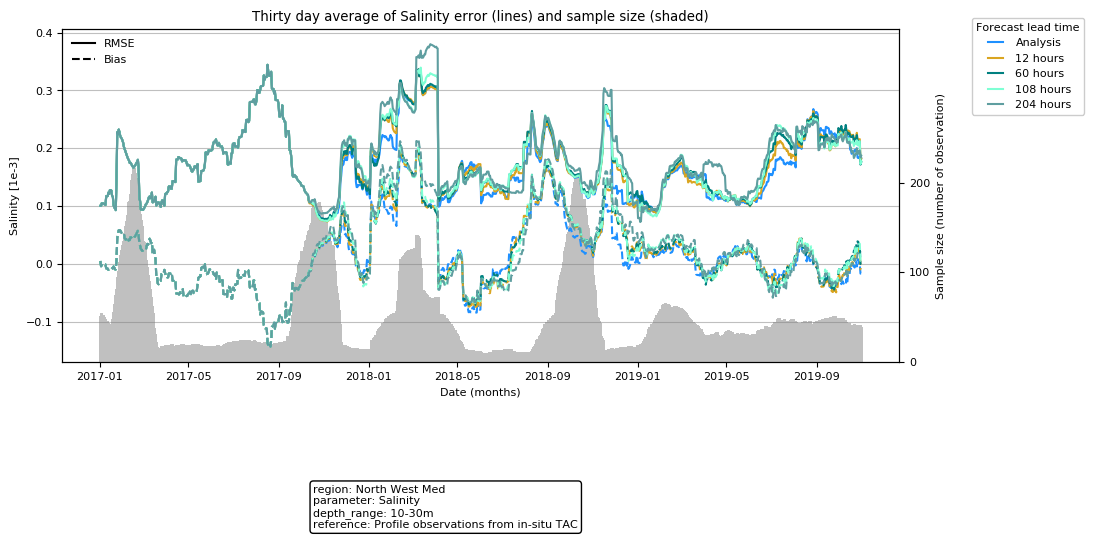 Thirty day average of Salinity error (lines) and sample size (shaded)
RMSE
Bias
Forecast lead time
Analysis
12 hours
60 hours
108 hours
204 hours
Salinity [1e-3]
0.4
0.3
0.2
0.1
0.0
−0.1
Sample size (number of observation)
200
100
0
2017-01 2017-05 2017-09 2018-01 2018-05 2018-09 2019-01 2019-05 2019-09
Date (months)
region: North West Med
parameter: Salinity
depth_range: 10-30m
reference: Profile observations from in-situ TAC